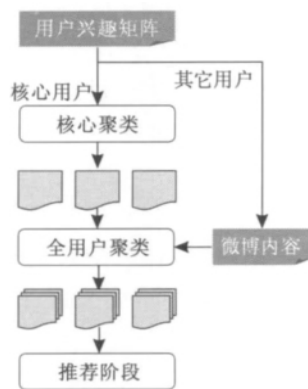 用户兴趣矩阵
核心用户
其它用户
核心聚类
全用户聚类
微博内容
推荐阶段